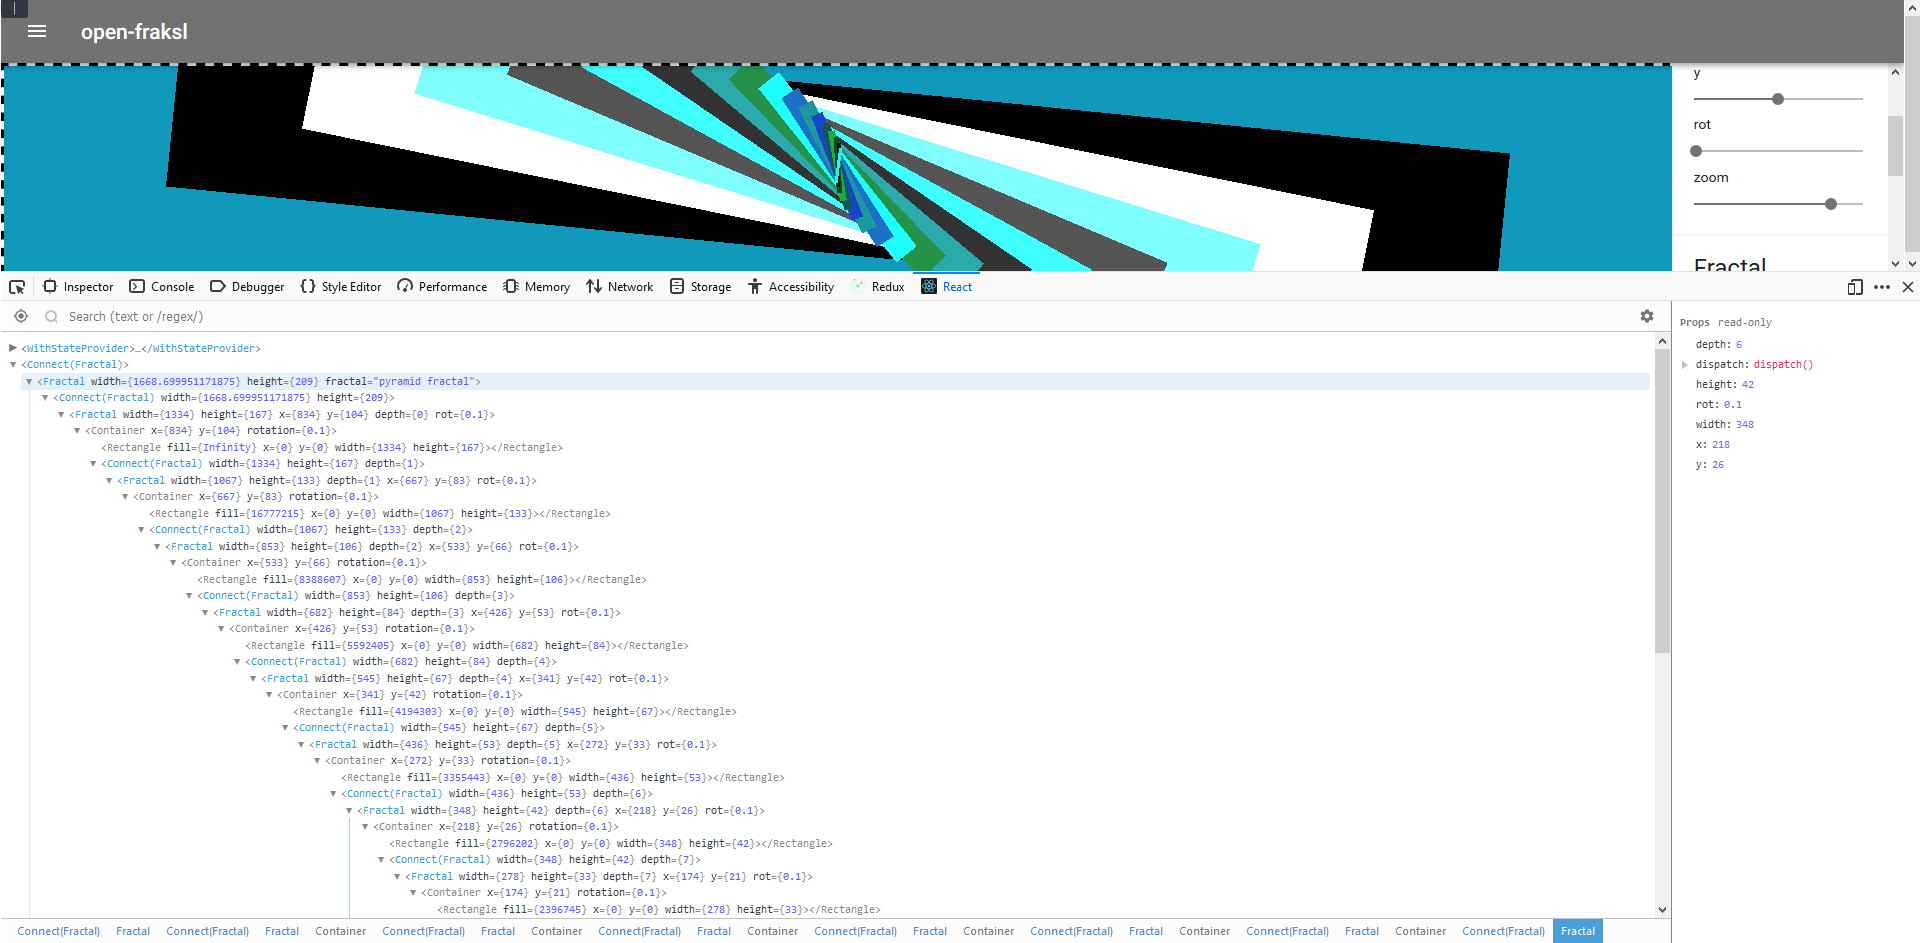 open-fraksl
y
rot
zoom
Fractal
Inspector Console Debugger Style Editor Performance Memory Network Storage Accessibility Redux React
Search (text or /regex/)
<WithStateProvider>…</WithStateProvider>
<Connect(Fractal)>
<Fractal width={1668.699951171875} height={209} fractal="pyramid fractal">
<Connect(Fractal) width={1668.699951171875} height={209}>
<Fractal width={1334} height={167} x={834} y={104} depth={0} rot={0.1}>
<Container x={834} y={104} rotation={0.1}>
<Rectangle fill={Infinity} x={0} y={0} width={1334} height={167}></Rectangle>
<Connect(Fractal) width={1334} height={167} depth={1}>
<Fractal width={1067} height={133} depth={1} x={667} y={83} rot={0.1}>
<Container x={667} y={83} rotation={0.1}>
<Rectangle fill={16777215} x={0} y={0} width={1067} height={133}></Rectangle>
<Connect(Fractal) width={1067} height={133} depth={2}>
<Fractal width={853} height={106} depth={2} x={533} y={66} rot={0.1}>
<Container x={533} y={66} rotation={0.1}>
<Rectangle fill={8388607} x={0} y={0} width={853} height={106}></Rectangle>
<Connect(Fractal) width={853} height={106} depth={3}>
<Fractal width={682} height={84} depth={3} x={426} y={53} rot={0.1}>
<Container x={426} y={53} rotation={0.1}>
<Rectangle fill={5592405} x={0} y={0} width={682} height={84}></Rectangle>
<Connect(Fractal) width={682} height={84} depth={4}>
<Fractal width={545} height={67} depth={4} x={341} y={42} rot={0.1}>
<Container x={341} y={42} rotation={0.1}>
<Rectangle fill={4194303} x={0} y={0} width={545} height={67}></Rectangle>
<Connect(Fractal) width={545} height={67} depth={5}>
<Fractal width={436} height={53} depth={5} x={272} y={33} rot={0.1}>
<Container x={272} y={33} rotation={0.1}>
<Rectangle fill={3355443} x={0} y={0} width={436} height={53}></Rectangle>
<Connect(Fractal) width={436} height={53} depth={6}>
<Fractal width={348} height={42} depth={6} x={218} y={26} rot={0.1}>
<Container x={218} y={26} rotation={0.1}>
<Rectangle fill={2796202} x={0} y={0} width={348} height={42}></Rectangle>
<Connect(Fractal) width={348} height={42} depth={7}>
<Fractal width={278} height={33} depth={7} x={174} y={21} rot={0.1}>
<Container x={174} y={21} rotation={0.1}>
<Rectangle fill={2396745} x={0} y={0} width={278} height={33}></Rectangle>
Props read-only
depth: 6
dispatch: dispatch()
height: 42
rot: 0.1
width: 348
x: 218
y: 26
Connect(Fractal) Fractal Connect(Fractal) Fractal Container Connect(Fractal) Fractal Container Connect(Fractal) Fractal Container Connect(Fractal) Fractal Container Connect(Fractal) Fractal Container Connect(Fractal) Fractal Container Connect(Fractal) Fractal